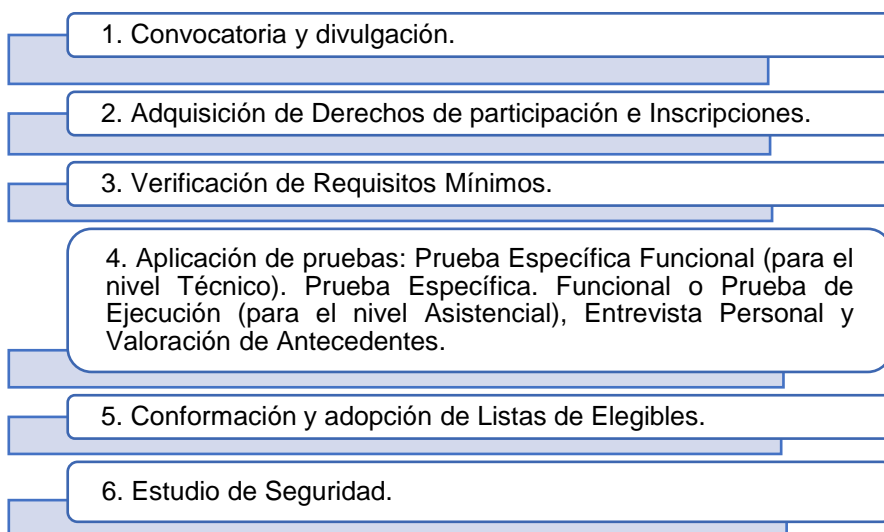 1. Convocatoria y divulgación.
2. Adquisición de Derechos de participación e Inscripciones.
3. Verificación de Requisitos Mínimos.
4. Aplicación de pruebas: Prueba Específica Funcional (para el
nivel Técnico). Prueba Específica. Funcional o Prueba de
Ejecución (para el nivel Asistencial), Entrevista Personal y
Valoración de Antecedentes.
5. Conformación y adopción de Listas de Elegibles.
6. Estudio de Seguridad.